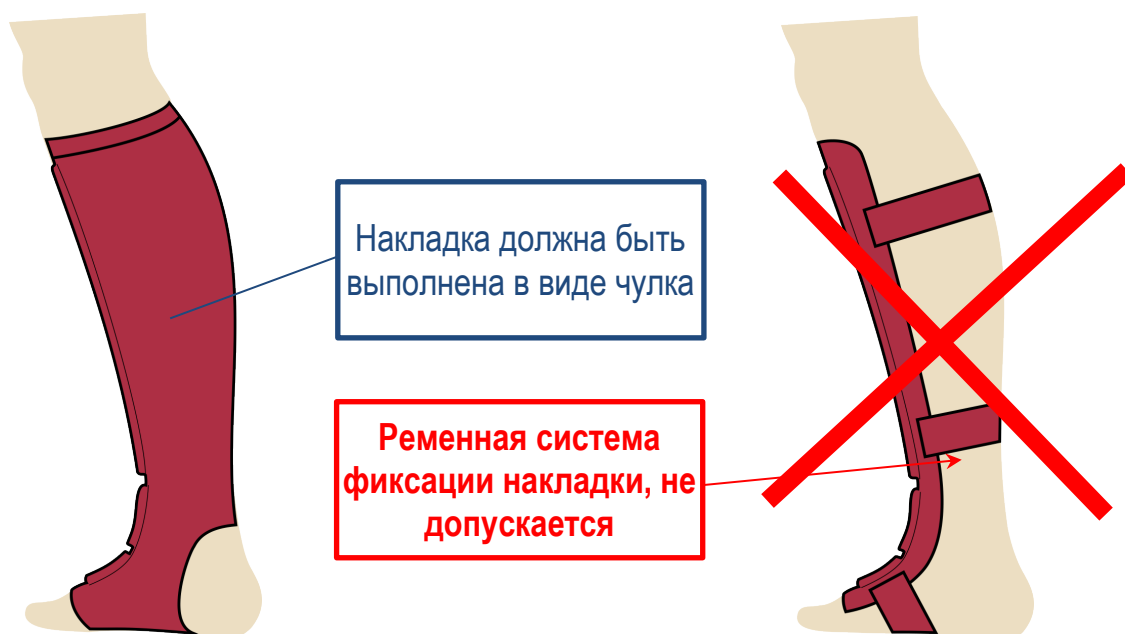 Накладка должна быть
выполнена в виде чулка
Ременная система
фиксации накладки, не
допускается